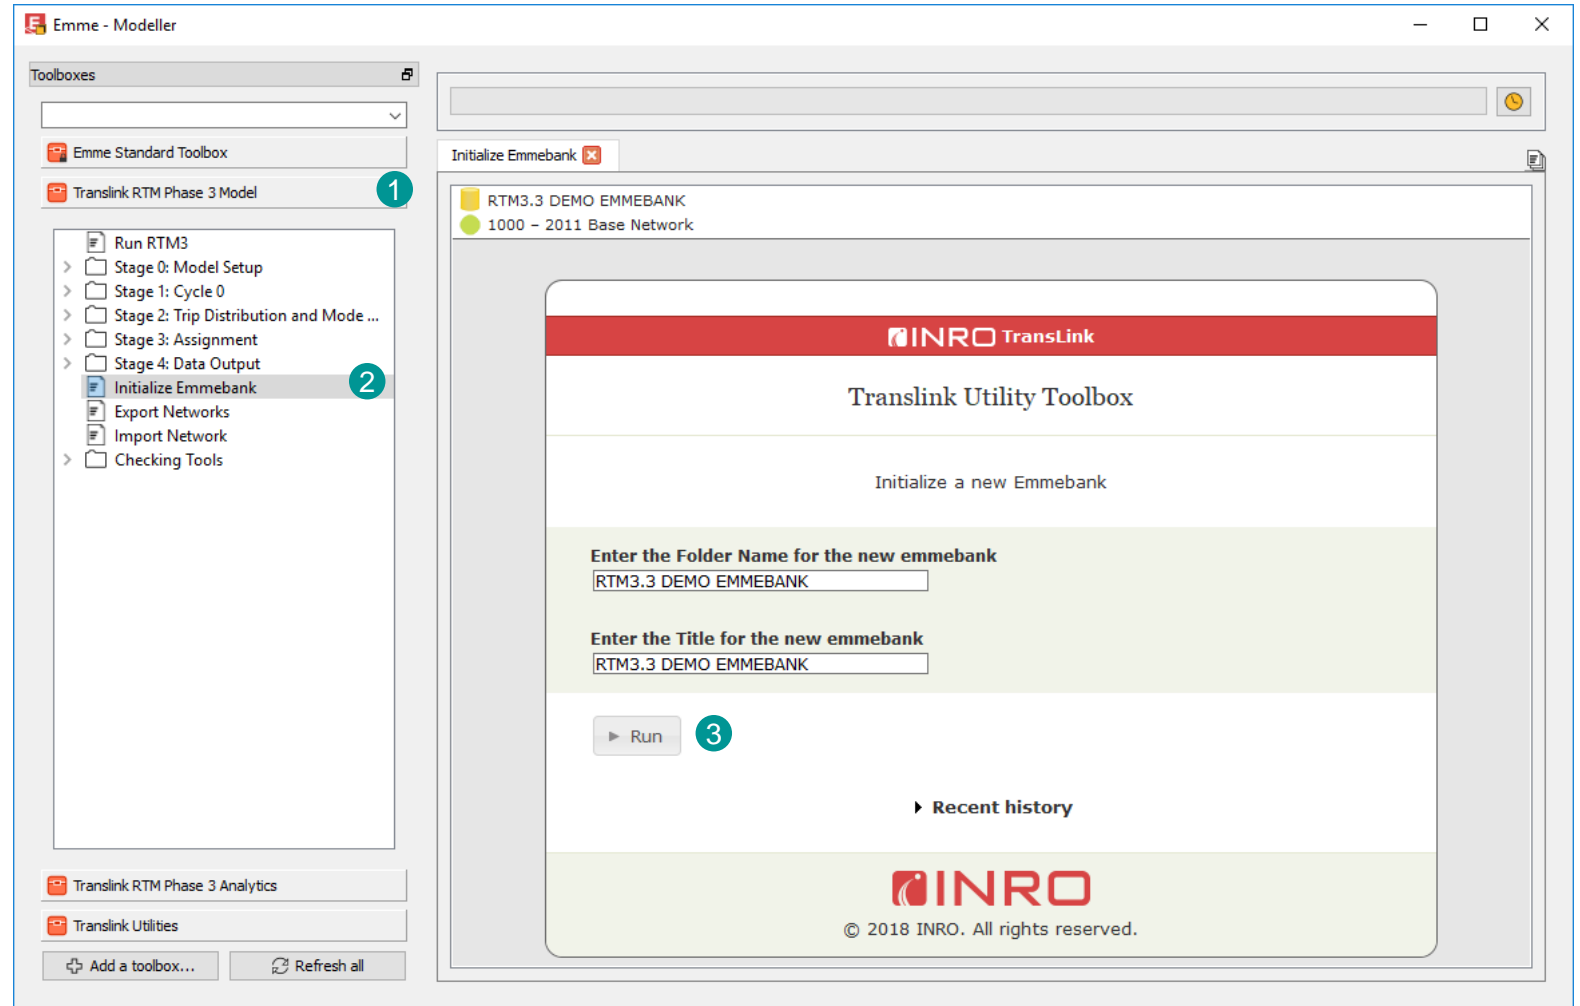 Emme - Modeller
Toolboxes
Emme Standard Toolbox
Translink RTM Phase 3 Model
1
Run RTM3
Stage 0: Model Setup
Stage 1: Cycle 0
Stage 2: Trip Distribution and Mode ...
Stage 3: Assignment
Stage 4: Data Output
Initialize Emmebank
2
Export Networks
Import Network
Checking Tools
Translink RTM Phase 3 Analytics
Translink Utilities
Add a toolbox...
Refresh all
Initialize Emmebank
RTM3.3 DEMO EMMEBANK
1000 – 2011 Base Network
INRO TransLink
Translink Utility Toolbox
Initialize a new Emmebank
Enter the Folder Name for the new emmebank
RTM3.3 DEMO EMMEBANK
Enter the Title for the new emmebank
RTM3.3 DEMO EMMEBANK
Run
3
Recent history
INRO
© 2018 INRO. All rights reserved.